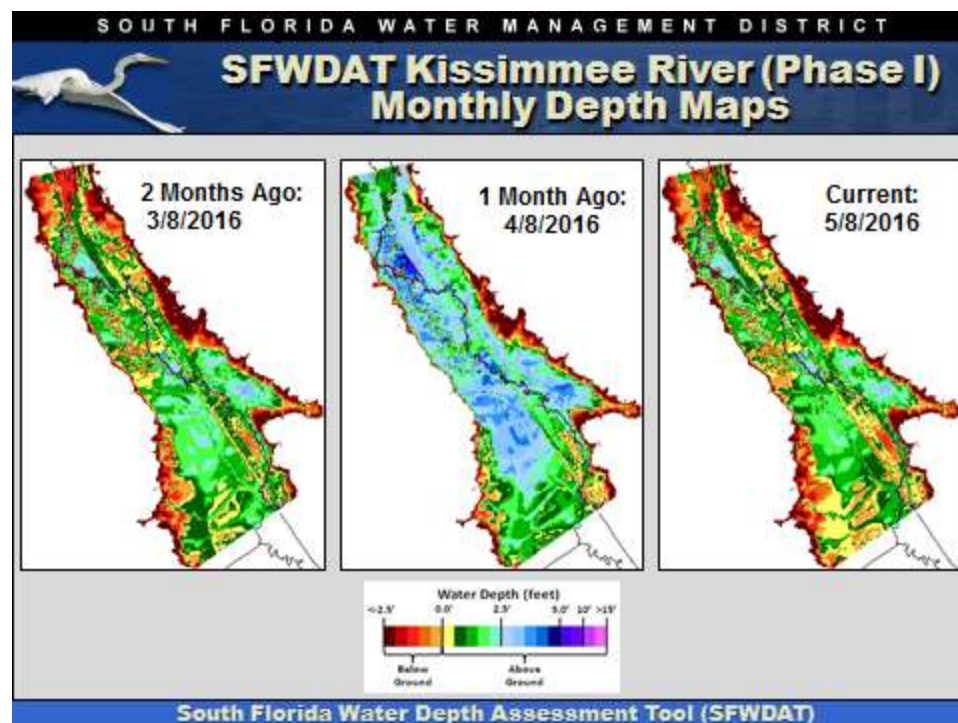 SOUTH FLORIDA WATER MANAGEMENT DISTRICT
SFWDAT Kissimmee River (Phase I)
Monthly Depth Maps
2 Months Ago:
3/8/2016
1 Month Ago:
4/8/2016
Current:
5/8/2016
Water Depth (feet)
<-2.5' 0.0' 2.5' 5.0' 10' >15'
Below
Ground
Above
Ground
South Florida Water Depth Assessment Tool (SFWDAT)